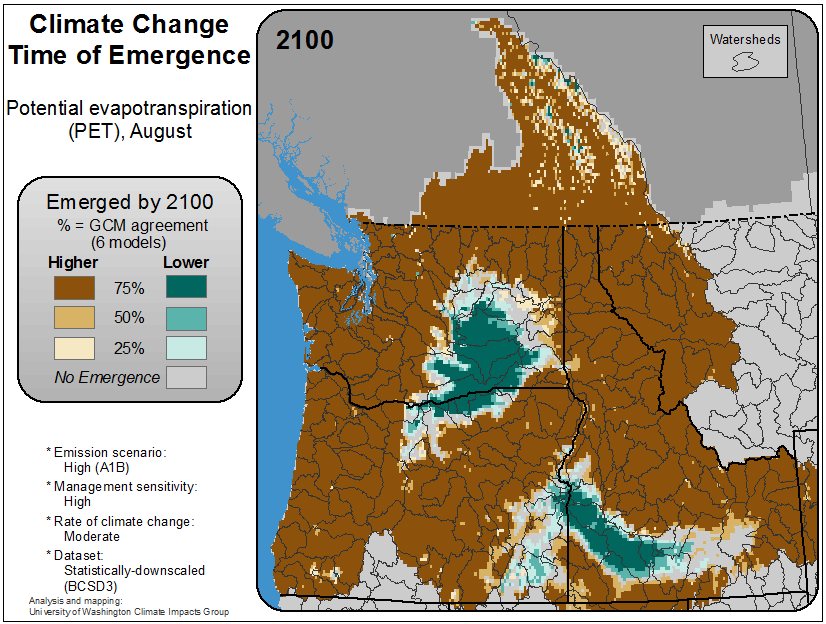 Climate Change
Time of Emergence
Potential evapotranspiration
(PET), August
Emerged by 2100
% = GCM agreement
(6 models)
Higher Lower
75%
50%
25%
No Emergence
* Emission scenario:
High (A1B)
* Management sensitivity:
High
* Rate of climate change:
Moderate
* Dataset:
Statistically-downscaled
(BCSD3)
Analysis and mapping:
University of Washington Climate Impacts Group
2100
Watersheds